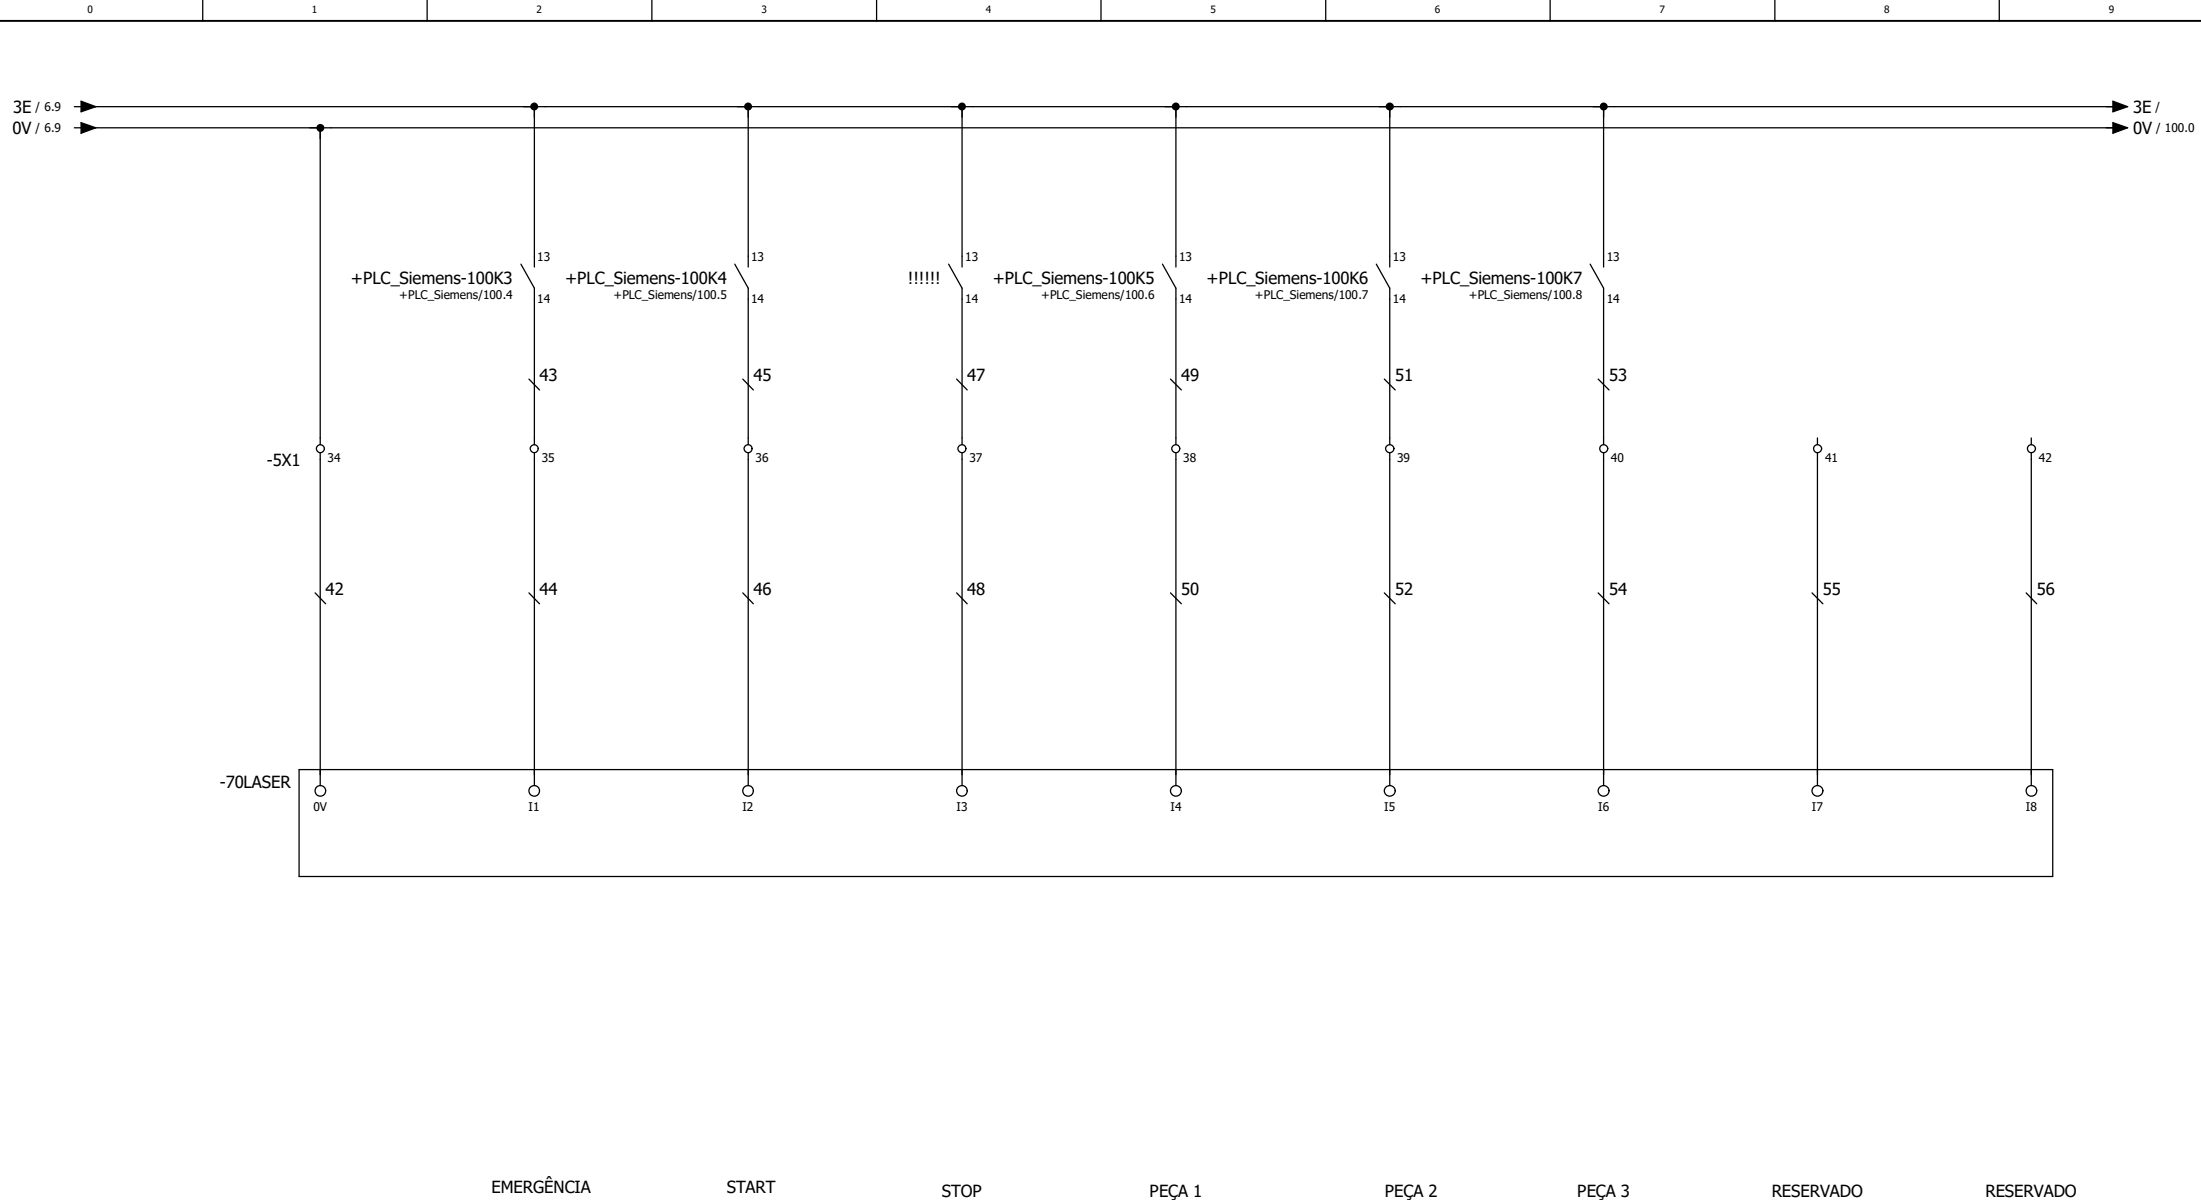 0 1 2 3 4 5 6 7 8 9
3E / 6.9 3E /
0V / 6.9 0V / 100.0
13 13 13 13 13 13
+PLC_Siemens-100K3 +PLC_Siemens-100K4 !!!!!! +PLC_Siemens-100K5 +PLC_Siemens-100K6 +PLC_Siemens-100K7
+PLC_Siemens/100.4 14 +PLC_Siemens/100.5 14 14 +PLC_Siemens/100.6 14 +PLC_Siemens/100.7 14 +PLC_Siemens/100.8 14
43 45 47 49 51 53
-5X1 34 35 36 37 38 39 40 41 42
42 44 46 48 50 52 54 55 56
-70LASER
0V I1 I2 I3 I4 I5 I6 I7 I8
EMERGÊNCIA START STOP PEÇA 1 PEÇA 2 PEÇA 3 RESERVADO RESERVADO